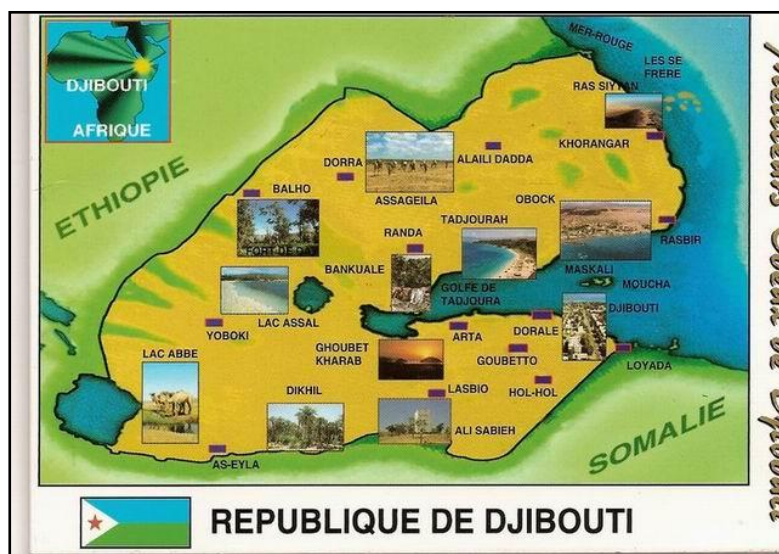 DJIBOUTI
AFRIQUE
MER-ROUGE
LES SE
FRERE
RAS SIYYAN
KHORANGAR
ETHIOPIE
DORRA
ALAILI DADDA
BALHO
ASSAGEILA
OBOCK
TADJOURAH
RANDA
RASBIR
BANKUALE
MASKALI
MOUCHA
GOLFE DE
TADJOURA
DJIBOUTI
LAC ASSAL
YOBOKI
ARTA
DORALE
GHOUBET
KHARAB
GOUBETTO
LOYADA
LAC ABBE
DIKHIL
LASBIO
HOL-HOL
ALI SABIEH
AS-EYLA
SOMALIE
REPUBLIQUE DE DJIBOUTI